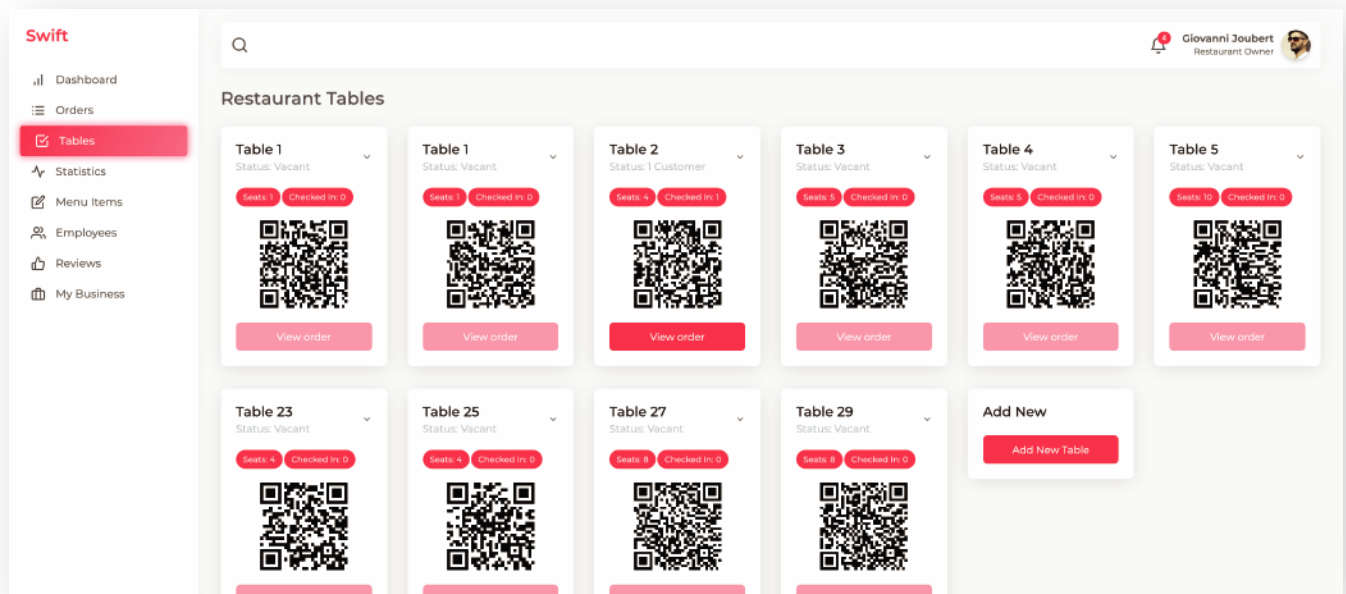 Swift
Dashboard
Orders
Tables
Statistics
Menu Items
Employees
Reviews
My Business
4
Giovanni Joubert
Restaurant Owner
Restaurant Tables
Table 1
Status: Vacant
Seats: 1 Checked In: 0
View order
Table 1
Status: Vacant
Seats: 1 Checked In: 0
View order
Table 2
Status: 1 Customer
Seats: 4 Checked In: 1
View order
Table 3
Status: Vacant
Seats: 5 Checked In: 0
View order
Table 4
Status: Vacant
Seats: 5 Checked In: 0
View order
Table 5
Status: Vacant
Seats: 10 Checked In: 0
View order
Table 23
Status: Vacant
Seats: 4 Checked In: 0
Table 25
Status: Vacant
Seats: 4 Checked In: 0
Table 27
Status: Vacant
Seats: 8 Checked In: 0
Table 29
Status: Vacant
Seats: 8 Checked In: 0
Add New
Add New Table